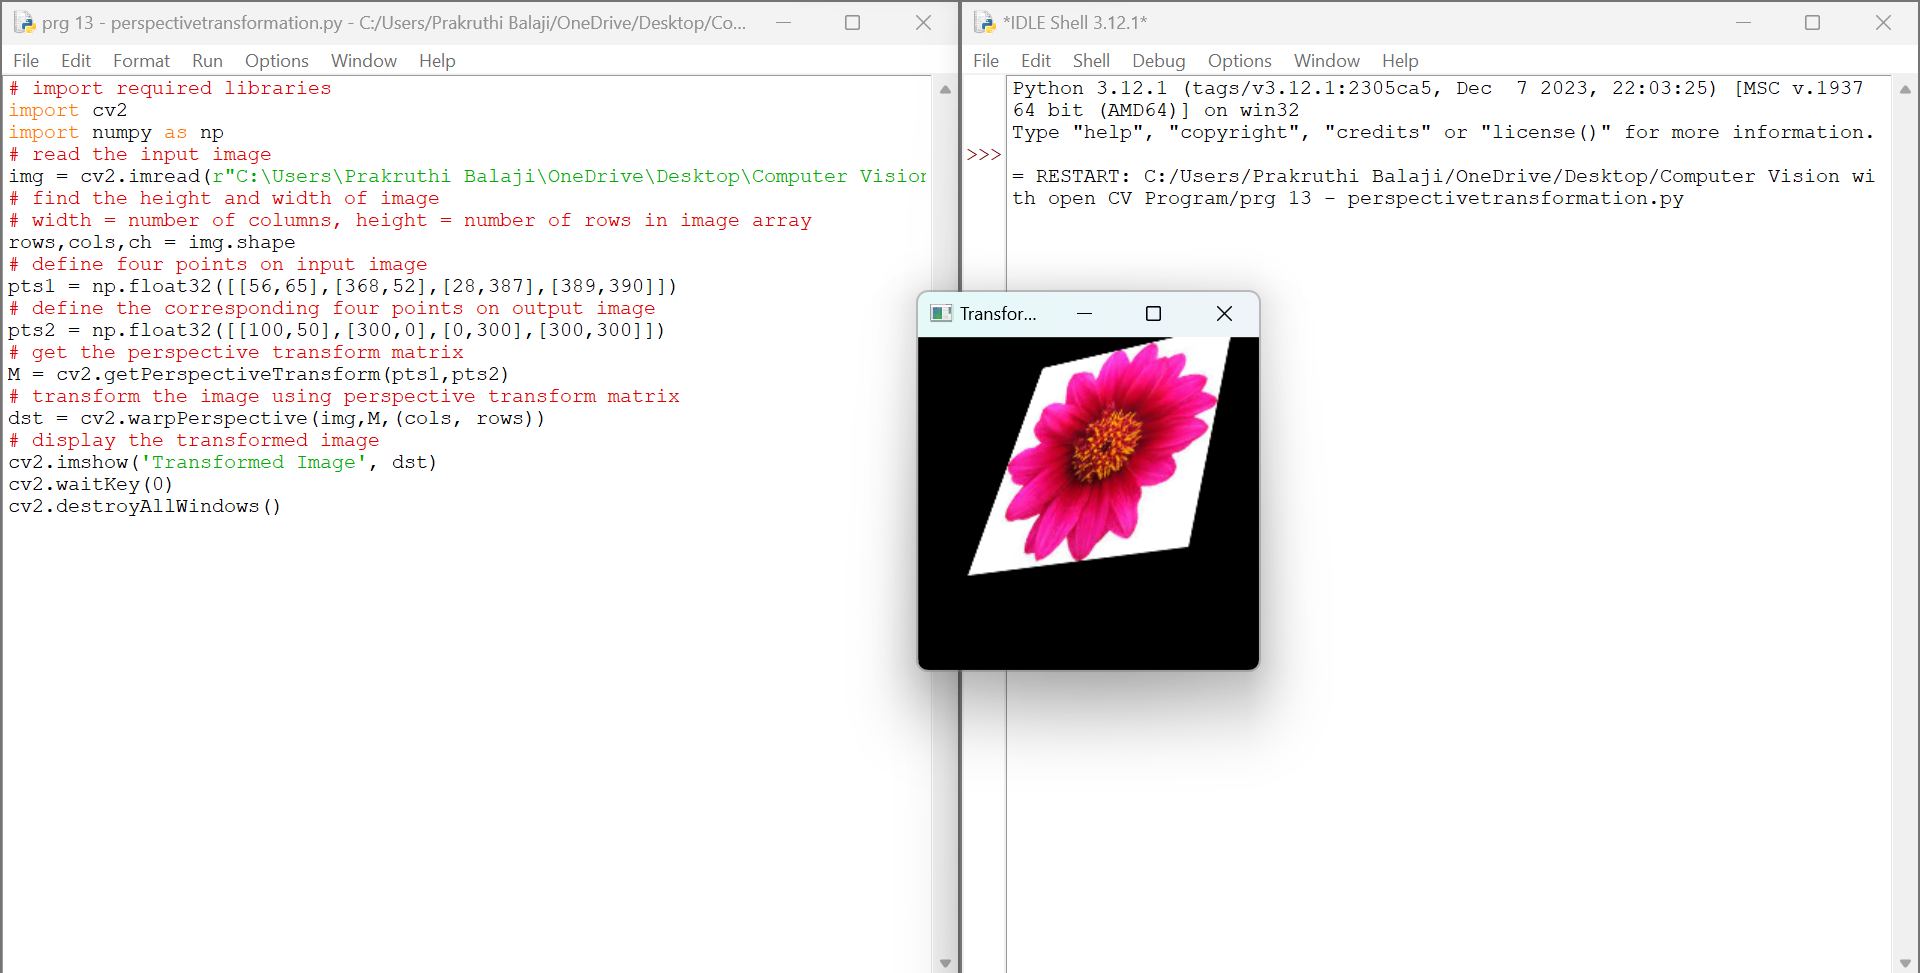 prg 13 - perspectivetransformation.py - C:/Users/Prakruthi Balaji/OneDrive/Desktop/Co...
File Edit Format Run Options Window Help
# import required libraries
import cv2
import numpy as np
# read the input image
img = cv2.imread(r"C:\Users\Prakruthi Balaji\OneDrive\Desktop\Computer Vision
# find the height and width of image
# width = number of columns, height = number of rows in image array
rows,cols,ch = img.shape
# define four points on input image
pts1 = np.float32([[56,65],[368,52],[28,387],[389,390]])
# define the corresponding four points on output image
pts2 = np.float32([[100,50],[300,0],[0,300],[300,300]])
# get the perspective transform matrix
M = cv2.getPerspectiveTransform(pts1,pts2)
# transform the image using perspective transform matrix
dst = cv2.warpPerspective(img,M,(cols, rows))
# display the transformed image
cv2.imshow('Transformed Image', dst)
cv2.waitKey(0)
cv2.destroyAllWindows()
*IDLE Shell 3.12.1*
File Edit Shell Debug Options Window Help
Python 3.12.1 (tags/v3.12.1:2305ca5, Dec  7 2023, 22:03:25) [MSC v.1937
64 bit (AMD64)] on win32
Type "help", "copyright", "credits" or "license()" for more information.
>>>
= RESTART: C:/Users/Prakruthi Balaji/OneDrive/Desktop/Computer Vision wi
th open CV Program/prg 13 - perspectivetransformation.py
Transfor...